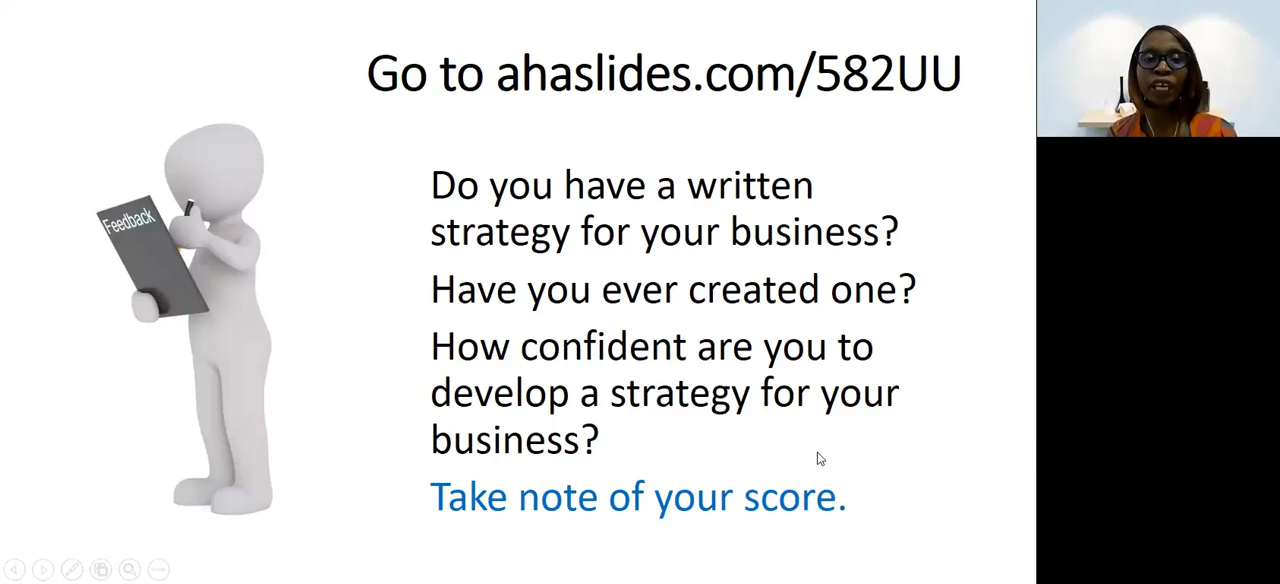 Go to ahaslides.com/582UU
Feedback
Do you have a written
strategy for your business?
Have you ever created one?
How confident are you to
develop a strategy for your
business?
Take note of your score.